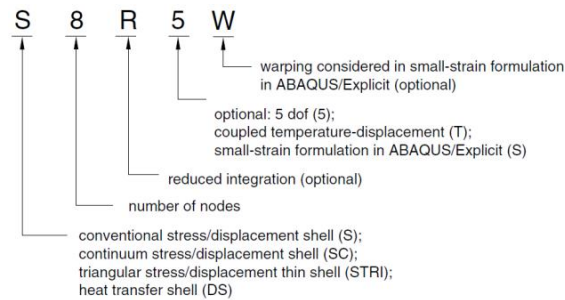 S 8 R 5 W
warping considered in small-strain formulation
in ABAQUS/Explicit (optional)
optional: 5 dof (5);
coupled temperature-displacement (T);
small-strain formulation in ABAQUS/Explicit (S)
reduced integration (optional)
number of nodes
conventional stress/displacement shell (S);
continuum stress/displacement shell (SC);
triangular stress/displacement thin shell (STRI);
heat transfer shell (DS)